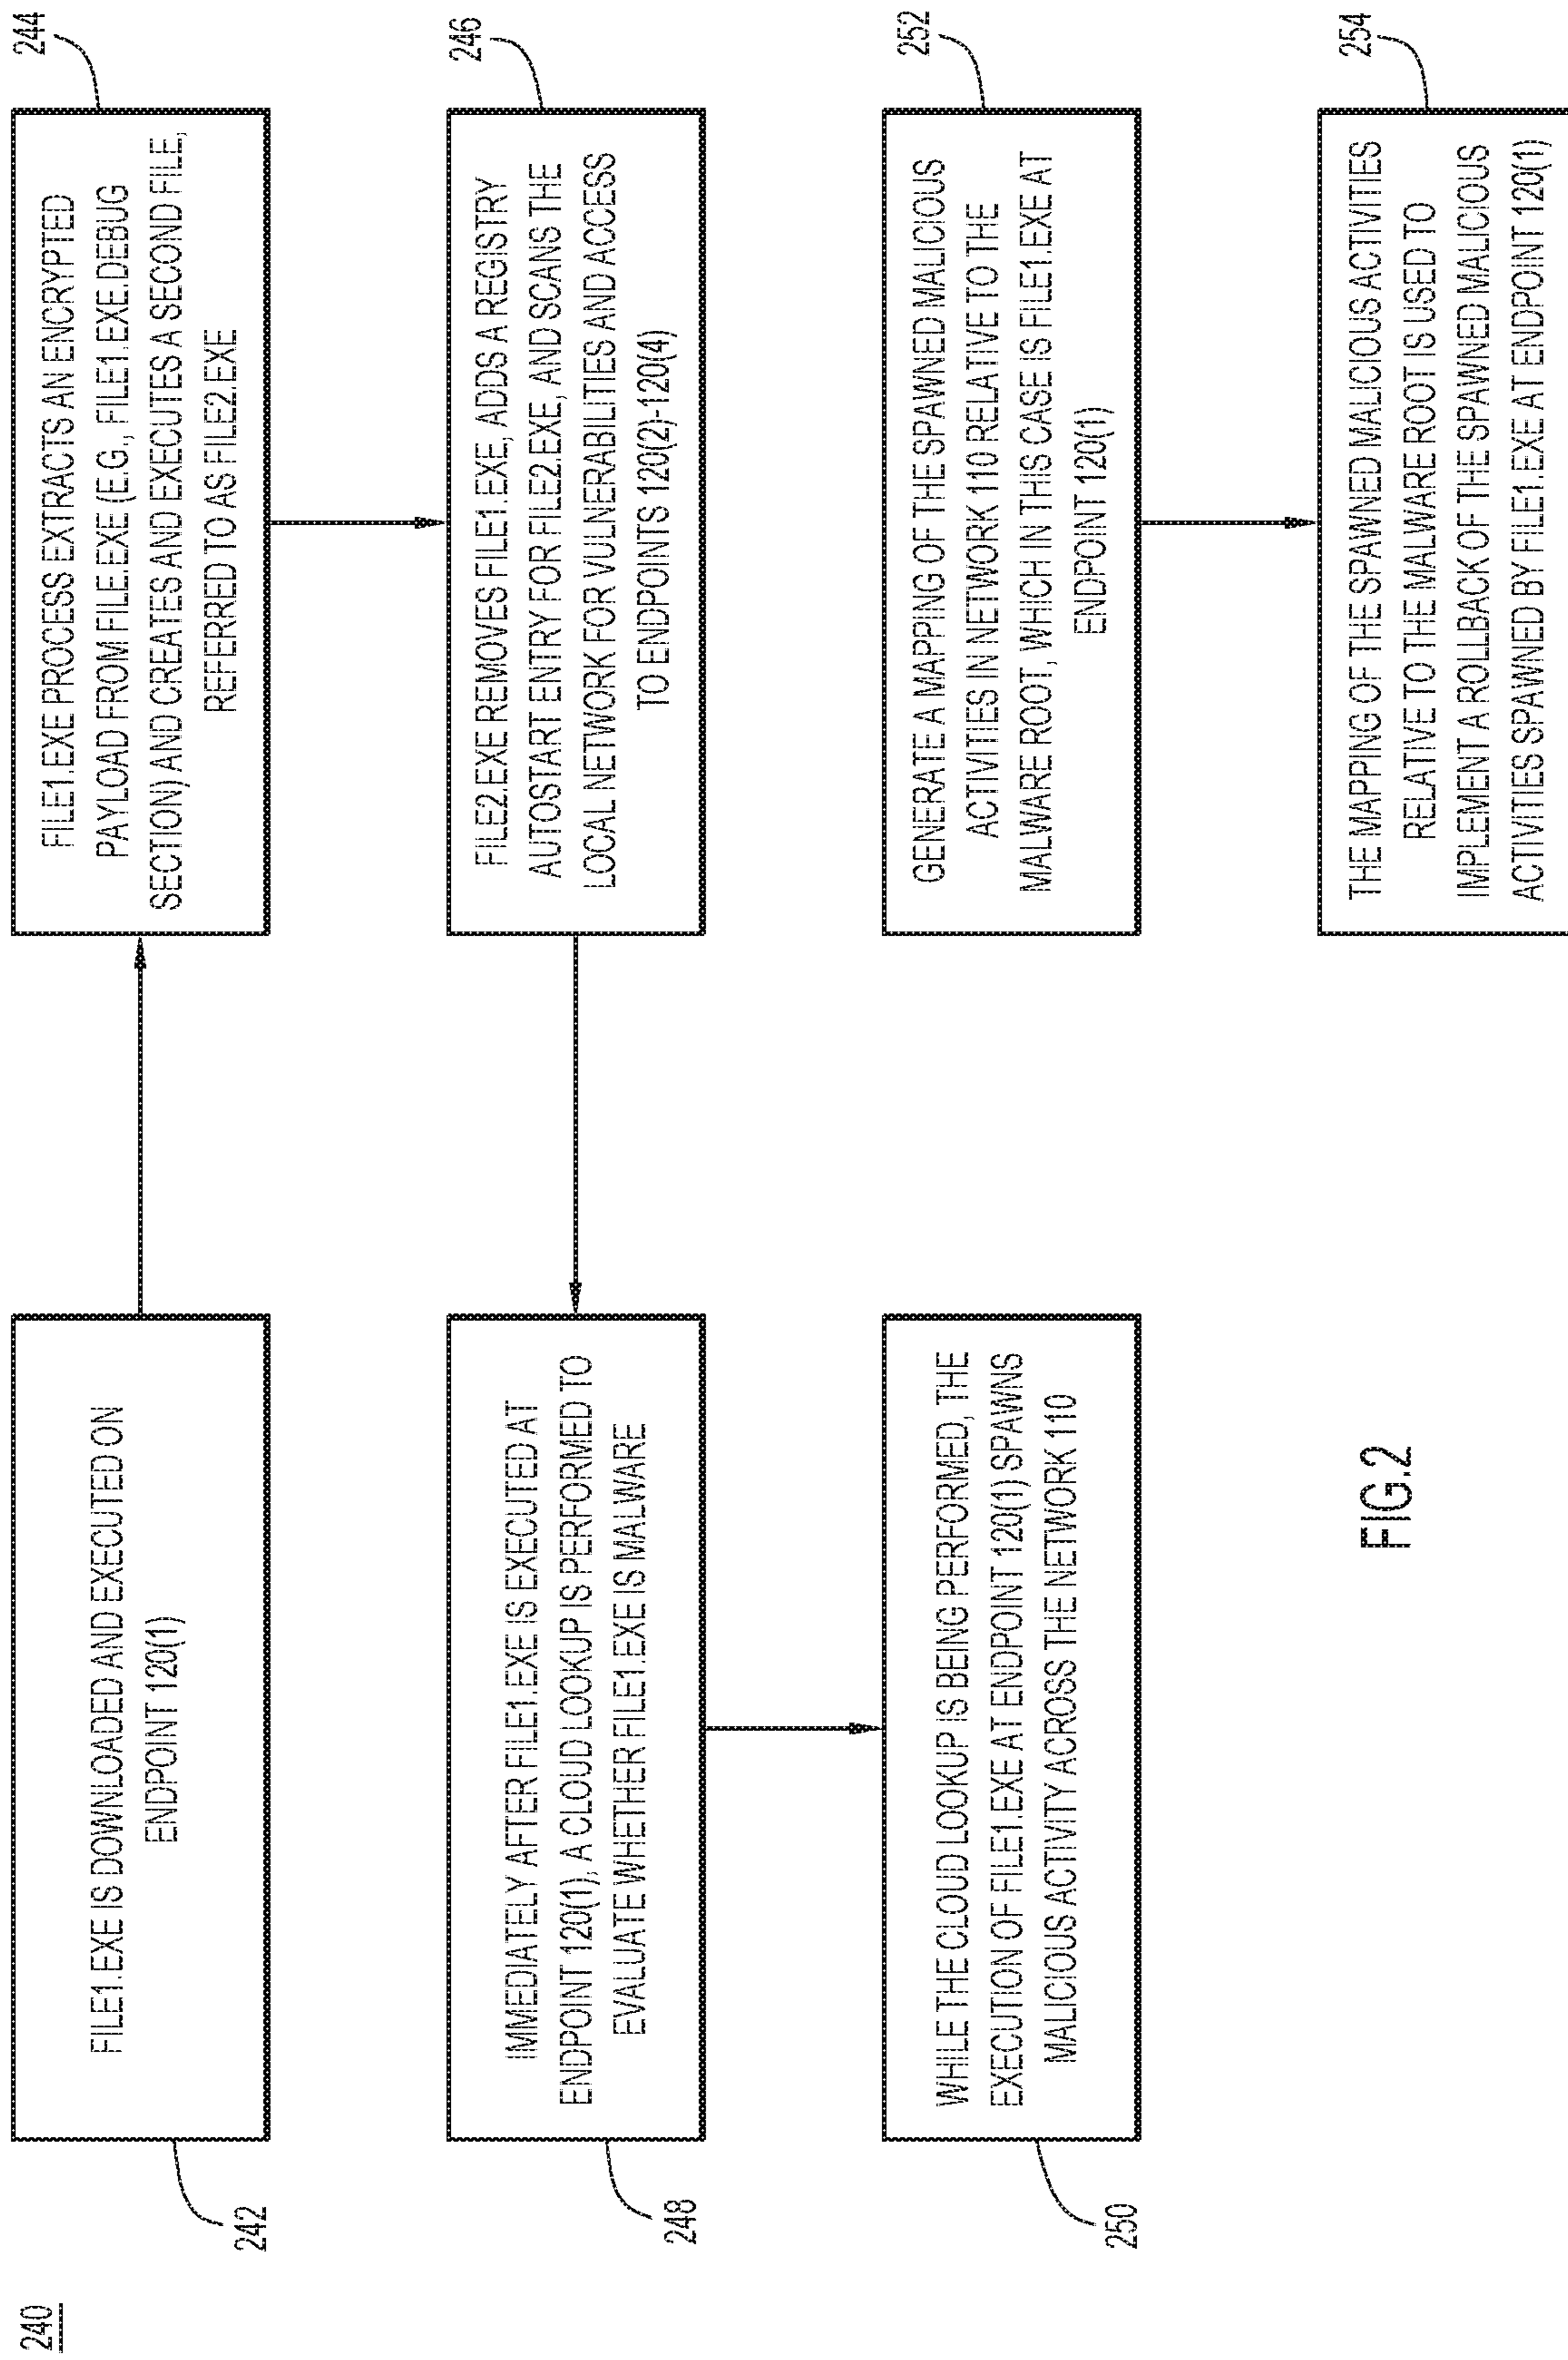 240
242
FILE1.EXE IS DOWNLOADED AND EXECUTED ON
ENDPOINT 120(1)
244
FILE1.EXE PROCESS EXTRACTS AN ENCRYPTED
PAYLOAD FROM FILE.EXE (E.G., FILE1.EXE.DEBUG
SECTION) AND CREATES AND EXECUTES A SECOND FILE,
REFERRED TO AS FILE2.EXE
246
FILE2.EXE REMOVES FILE1.EXE, ADDS A REGISTRY
AUTOSTART ENTRY FOR FILE2.EXE, AND SCANS THE
LOCAL NETWORK FOR VULNERABILITIES AND ACCESS
TO ENDPOINTS 120(2)-120(4)
248
IMMEDIATELY AFTER FILE1.EXE IS EXECUTED AT
ENDPOINT 120(1), A CLOUD LOOKUP IS PERFORMED TO
EVALUATE WHETHER FILE1.EXE IS MALWARE
250
WHILE THE CLOUD LOOKUP IS BEING PERFORMED, THE
EXECUTION OF FILE1.EXE AT ENDPOINT 120(1) SPAWNS
MALICIOUS ACTIVITY ACROSS THE NETWORK 110
252
GENERATE A MAPPING OF THE SPAWNED MALICIOUS
ACTIVITIES IN NETWORK 110 RELATIVE TO THE
MALWARE ROOT, WHICH IN THIS CASE IS FILE1.EXE AT
ENDPOINT 120(1)
254
THE MAPPING OF THE SPAWNED MALICIOUS ACTIVITIES
RELATIVE TO THE MALWARE ROOT IS USED TO
IMPLEMENT A ROLLBACK OF THE SPAWNED MALICIOUS
ACTIVITIES SPAWNED BY FILE1.EXE AT ENDPOINT 120(1)
FIG.2